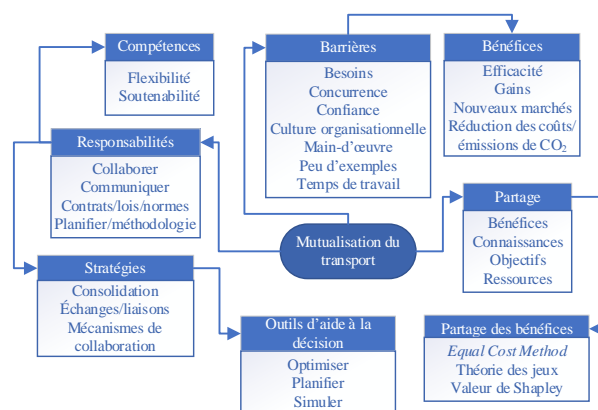 Compétences
Flexibilité
Soutenabilité
Barrières
Besoins
Concurrence
Confiance
Culture organisationnelle
Main-d’œuvre
Peu d’exemples
Temps de travail
Bénéfices
Efficacité
Gains
Nouveaux marchés
Réduction des coûts/
émissions de CO₂
Responsabilités
Collaborer
Communiquer
Contrats/lois/normes
Planifier/méthodologie
Mutualisation du
transport
Partage
Bénéfices
Connaissances
Objectifs
Ressources
Stratégies
Consolidation
Échanges/liaisons
Mécanismes de
collaboration
Outils d’aide à la
décision
Optimiser
Planifier
Simuler
Partage des bénéfices
Equal Cost Method
Théorie des jeux
Valeur de Shapley